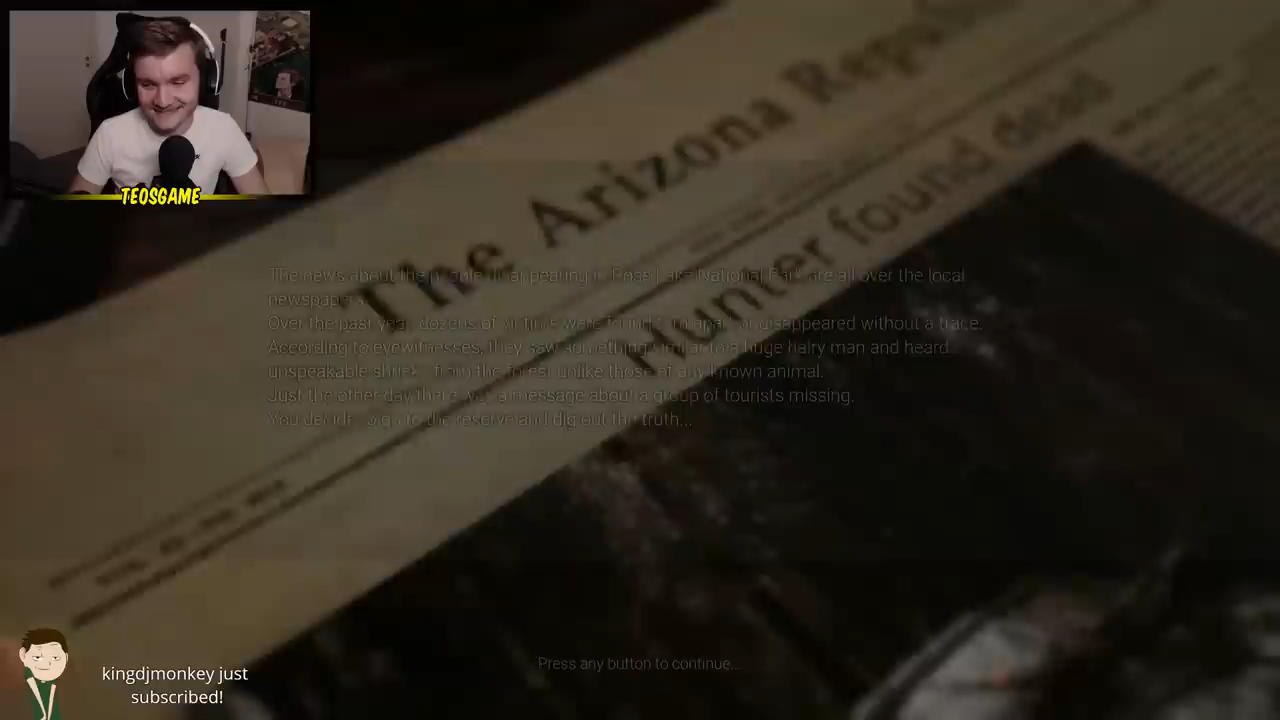 TEOSGAME
The Arizona Repu
Hunter found dead
The news about the disappearing in Lake National Park are all over the local
newspapers.
Over the past year, dozens of victims were found torn apart or disappeared without a trace.
According to eyewitnesses, they saw something similar to a huge hairy man and heard
unspeakable shrieks from the forest unlike those of any known animal.
Just the other day there was a message about a group of tourists missing.
You decide to go to the reserve and dig out the truth...
Press any button to continue...
kingdjmonkey just
subscribed!